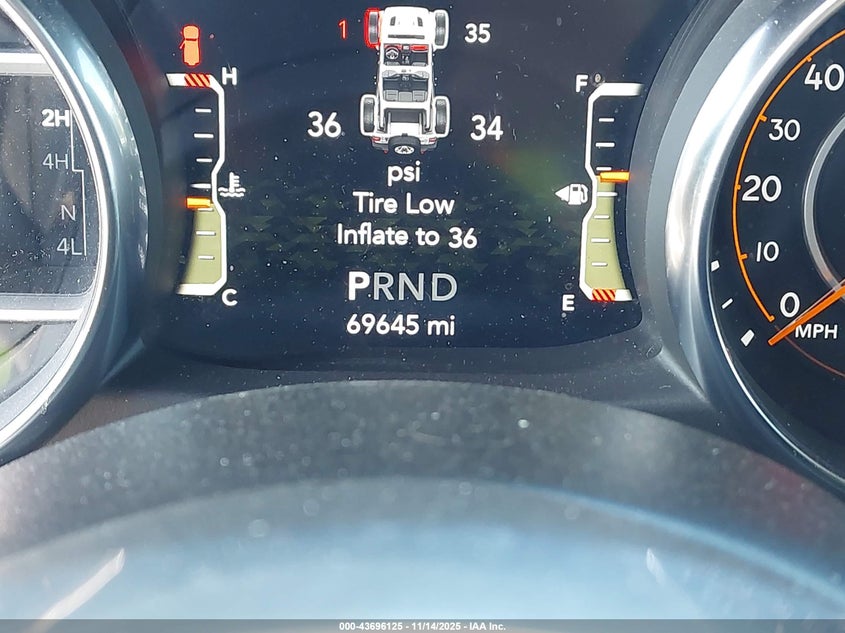 1 35
H
F
40
2H
36 34
30
4H
psi
20
Tire Low
N
Inflate to 36
4L
10
PRND
C
E
0
69645 mi
MPH
000-43696125 - 11/14/2025 - IAA Inc.